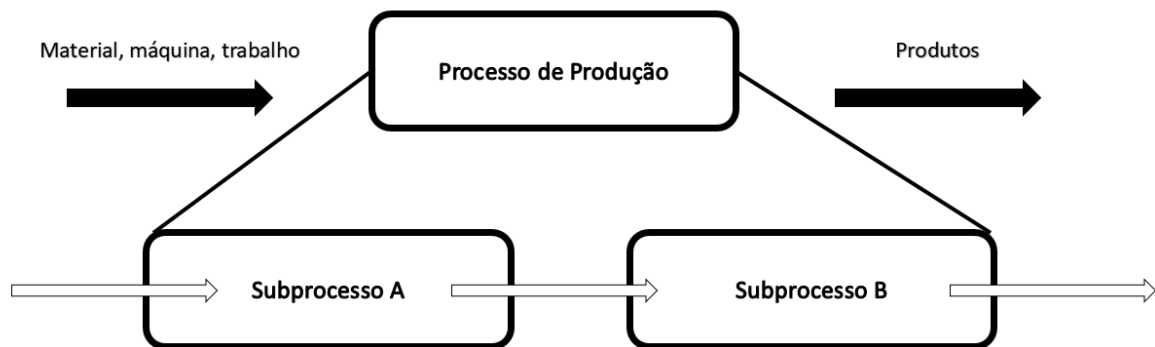 Material, máquina, trabalho
Processo de Produção
Produtos
Subprocesso A
Subprocesso B